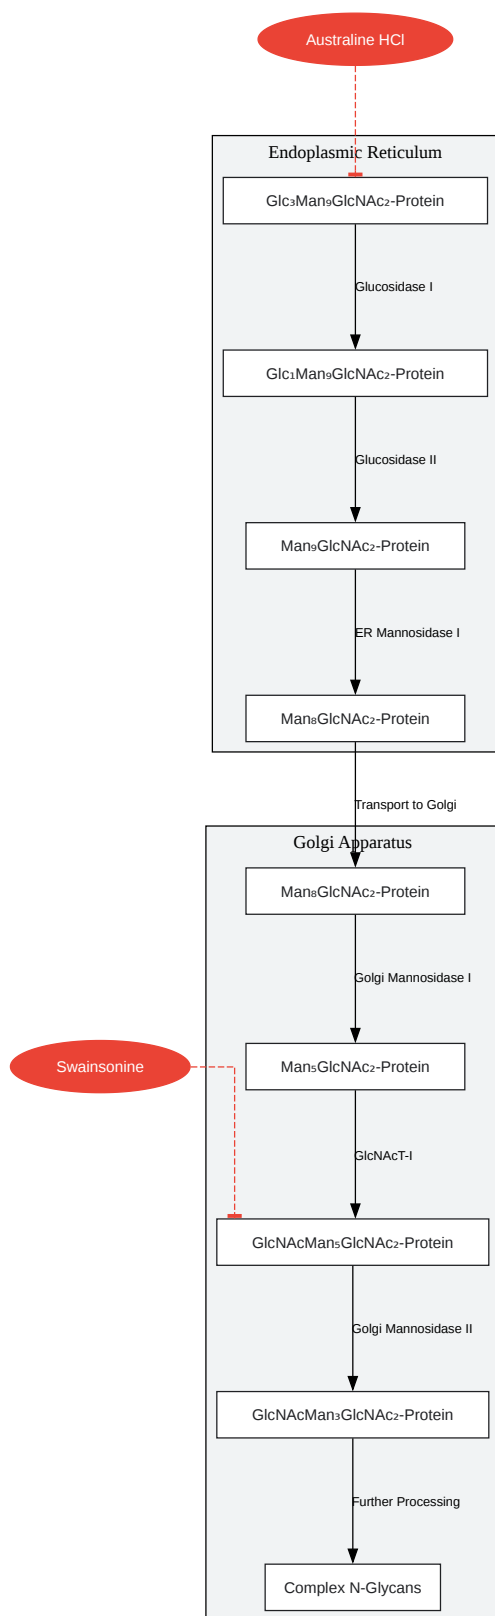 Australine HCl
Endoplasmic Reticulum
Glc₃Man₉GlcNAc₂-Protein
Glucosidase I
Glc₁Man₉GlcNAc₂-Protein
Glucosidase II
Man₉GlcNAc₂-Protein
ER Mannosidase I
Man₈GlcNAc₂-Protein
Transport to Golgi
Golgi Apparatus
Man₈GlcNAc₂-Protein
Golgi Mannosidase I
Swainsonine
Man₅GlcNAc₂-Protein
GlcNAcT-I
GlcNAcMan₅GlcNAc₂-Protein
Golgi Mannosidase II
GlcNAcMan₃GlcNAc₂-Protein
Further Processing
Complex N-Glycans